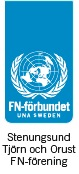 FN-förbundet
UNA SWEDEN
Stenungsund
Tjörn och Orust
FN-förening